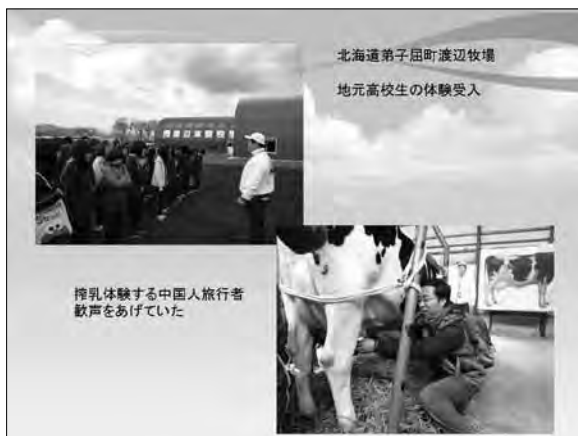 北海道弟子屈町渡辺牧場
地元高校生の体験受入
搾乳体験する中国人旅行者
歓声をあげていた